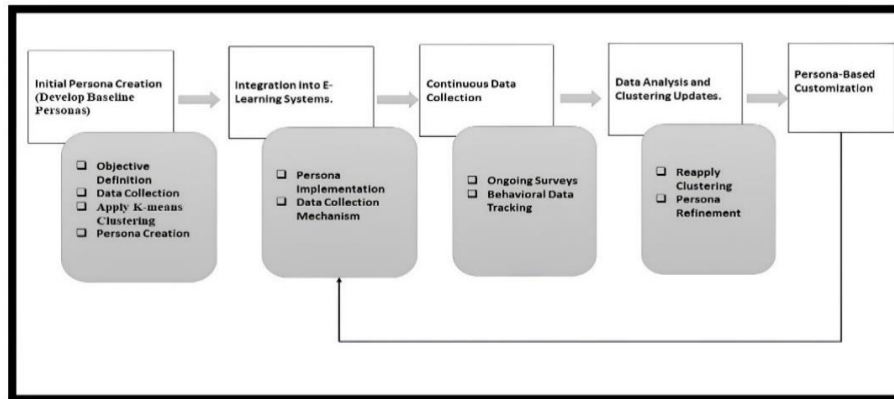 Initial Persona Creation
(Develop Baseline
Personas)
❑ Objective
Definition
❑ Data Collection
❑ Apply K-means
Clustering
❑ Persona Creation
Integration into E-
Learning Systems.
❑ Persona
Implementation
❑ Data Collection
Mechanism
Continuous Data
Collection
❑ Ongoing Surveys
❑ Behavioral Data
Tracking
Data Analysis and
Clustering Updates.
❑ Reapply
Clustering
❑ Persona
Refinement
Persona-Based
Customization